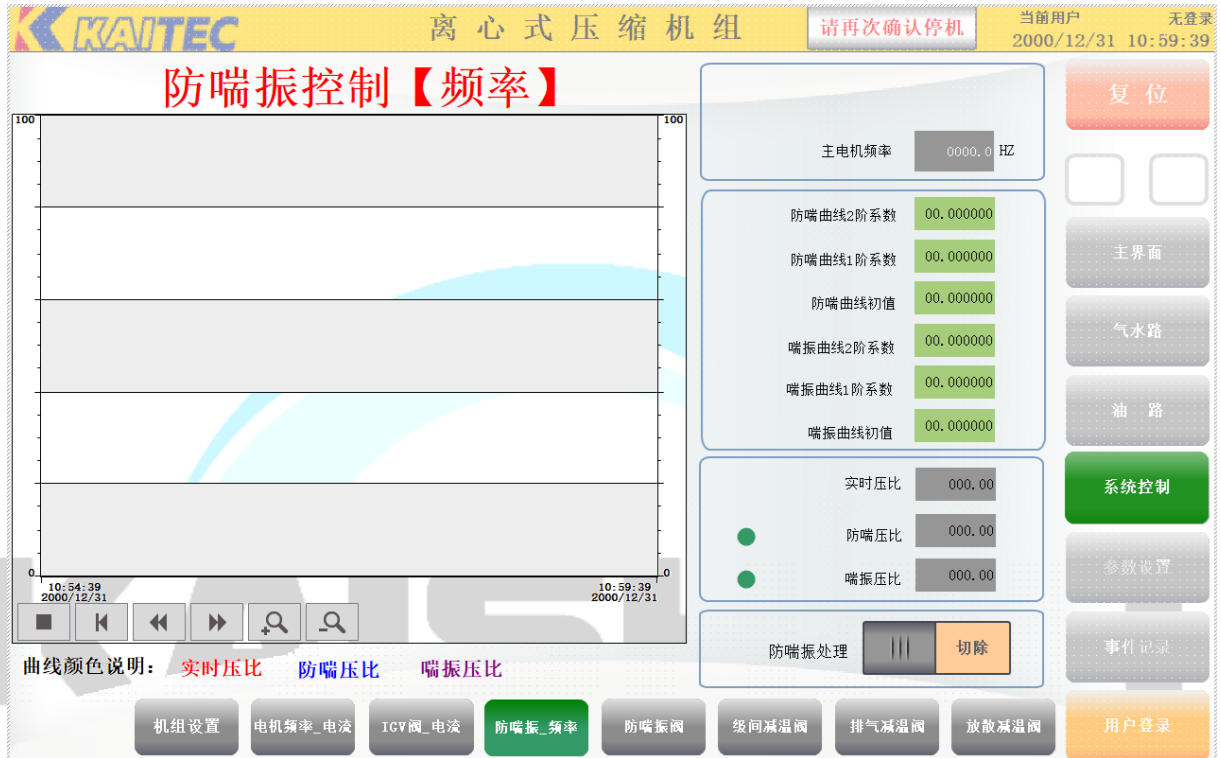 KAITEC
离心式压缩机组
请再次确认停机
当前用户 无登录
2000/12/31 10:59:39
防喘振控制【频率】
100
100
0
0
10:54:39
2000/12/31
10:59:39
2000/12/31
曲线颜色说明: 实时压比 防喘压比 喘振压比
主电机频率 0000.0 HZ
防喘曲线2阶系数 00.000000
防喘曲线1阶系数 00.000000
防喘曲线初值 00.000000
喘振曲线2阶系数 00.000000
喘振曲线1阶系数 00.000000
喘振曲线初值 00.000000
实时压比 000.00
防喘压比 000.00
喘振压比 000.00
防喘振处理 切除
复位
主界面
气水路
油 路
系统控制
参数设置
事件记录
用户登录
机组设置 电机频率_电流 IGV阀_电流 防喘振_频率 防喘振阀 级间减温阀 排气减温阀 放散减温阀